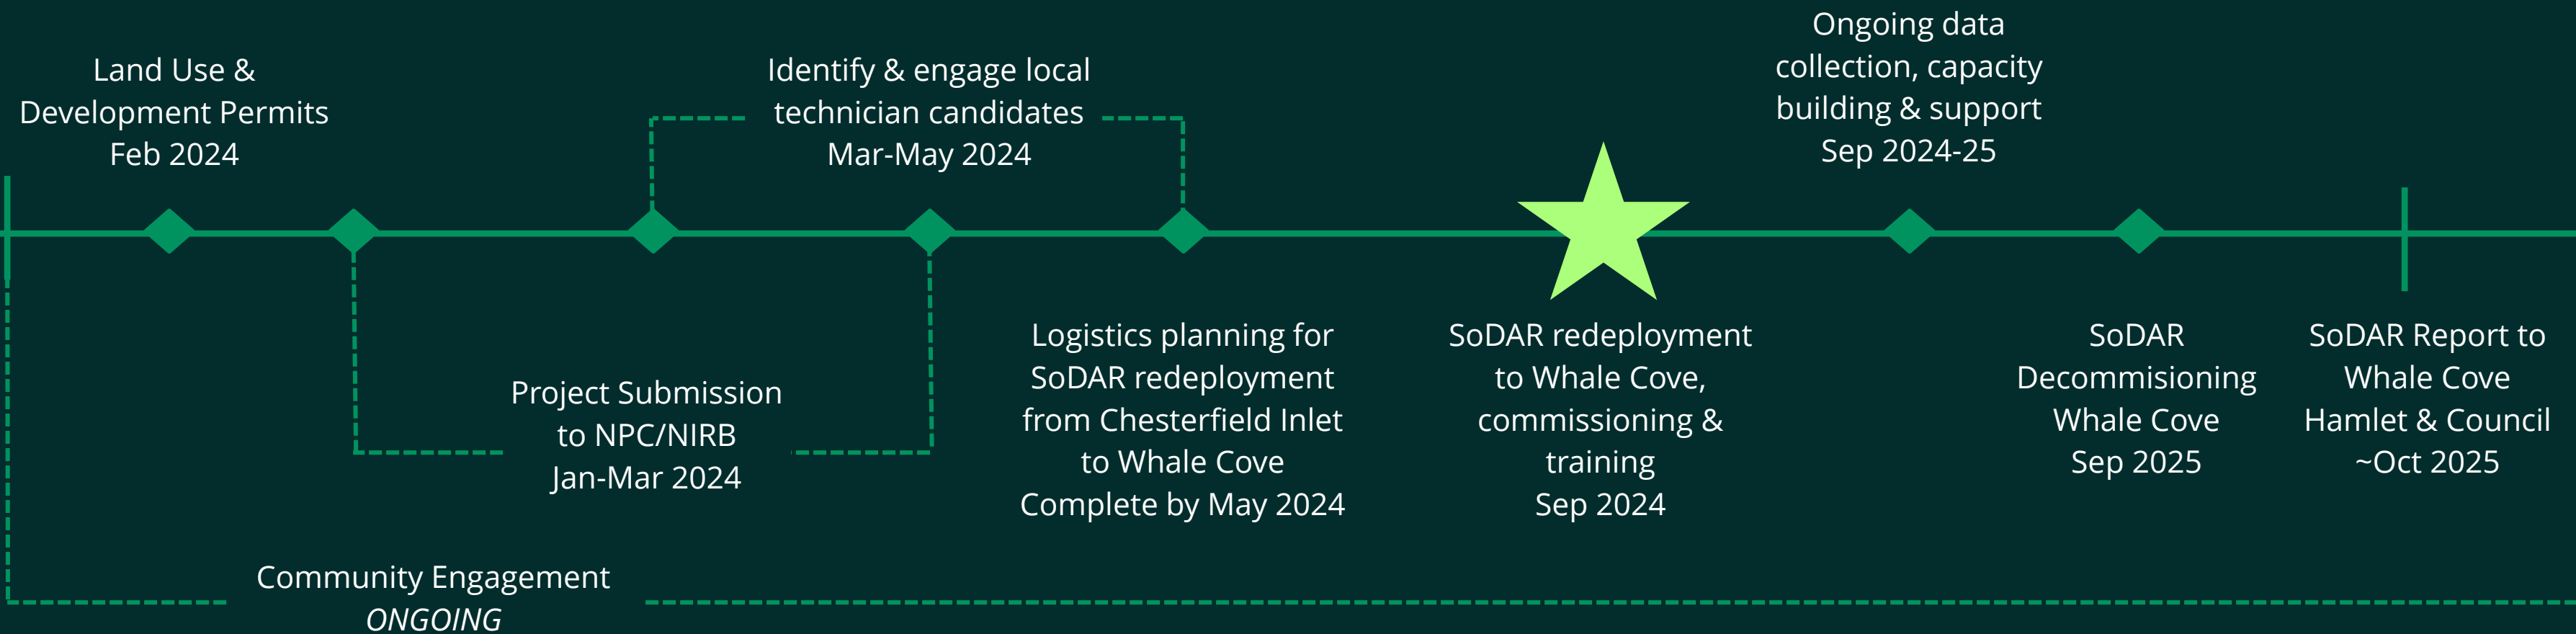 Land Use &
Development Permits
Feb 2024
Identify & engage local
technician candidates
Mar-May 2024
Ongoing data
collection, capacity
building & support
Sep 2024-25
Project Submission
to NPC/NIRB
Jan-Mar 2024
Logistics planning for
SoDAR redeployment
from Chesterfield Inlet
to Whale Cove
Complete by May 2024
SoDAR redeployment
to Whale Cove,
commissioning &
training
Sep 2024
SoDAR
Decommisioning
Whale Cove
Sep 2025
SoDAR Report to
Whale Cove
Hamlet & Council
~Oct 2025
Community Engagement
ONGOING